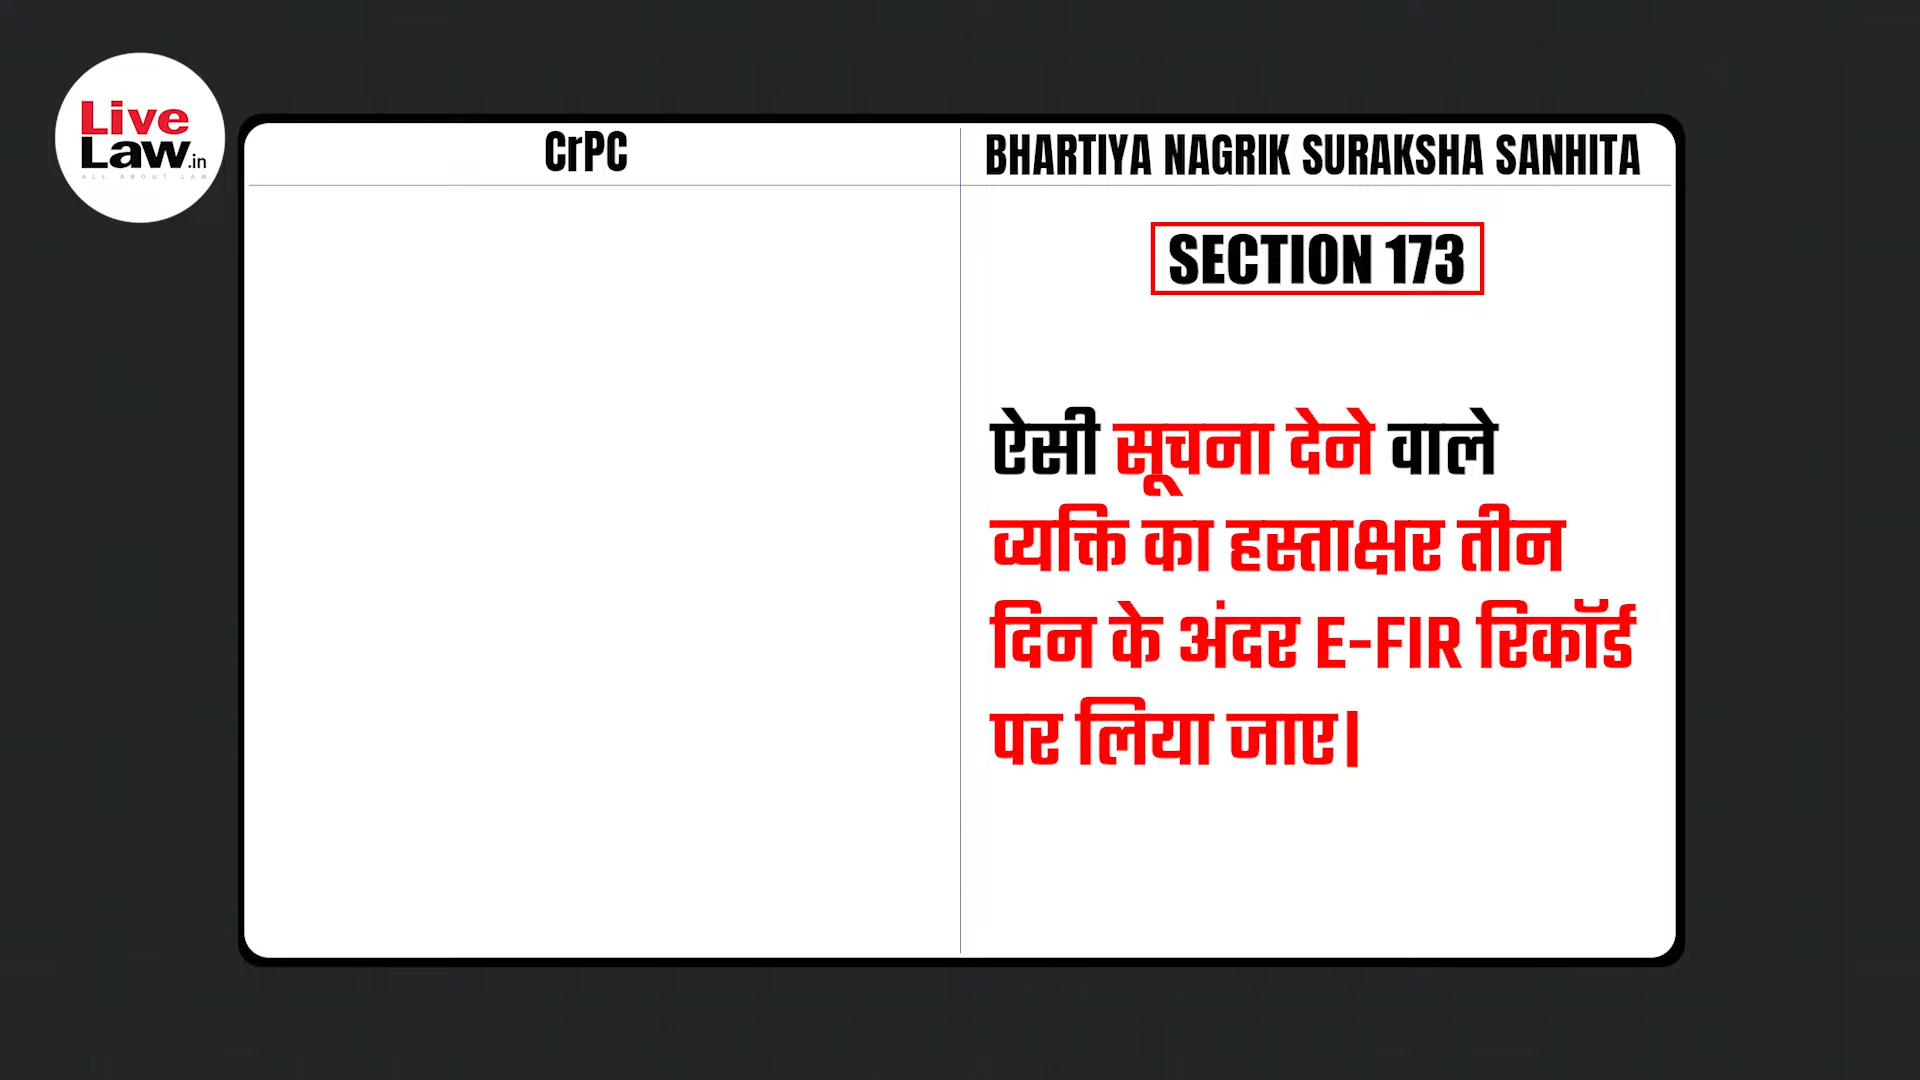 Live
Law.in
ALL ABOUT LAW
CrPC
BHARTIYA NAGRIK SURAKSHA SANHITA
SECTION 173
ऐसी सूचना देने वाले
व्यक्ति का हस्ताक्षर तीन
दिन के अंदर E-FIR रिकॉर्ड
पर लिया जाए।